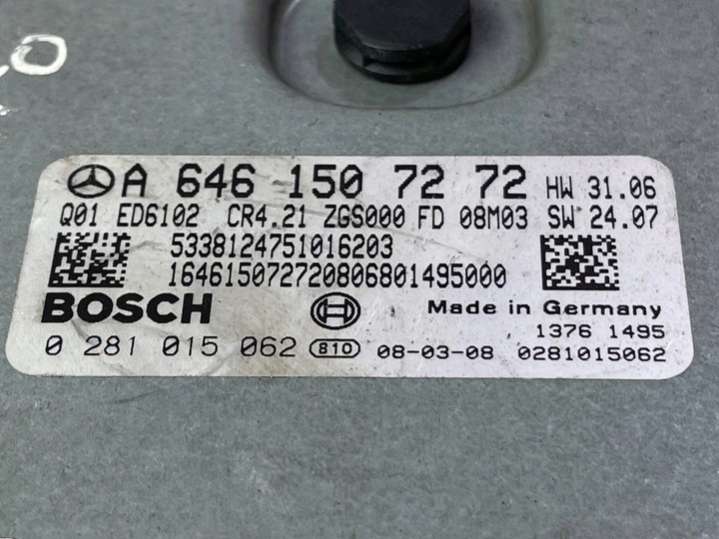 A 646 150 72 72 HW 31.06
Q01 ED6102 CR4.21 ZGS000 FD 08M03 SW 24.07
5338124751016203
164615072720806801495000
BOSCH Made in Germany
1376 1495
0 281 015 062 810 08-03-08 0281015062